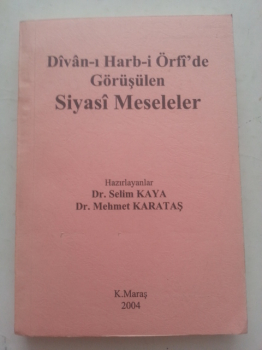 Dîvân-ı Harb-i Örfî'de
Görüşülen
Siyasî Meseleler
Hazırlayanlar
Dr. Selim KAYA
Dr. Mehmet KARATAŞ
K.Maraş
2004